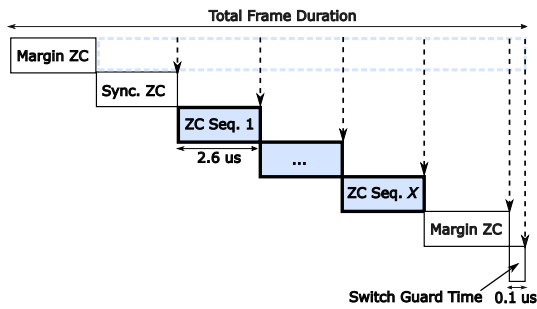 Total Frame Duration
Margin ZC
Sync. ZC
ZC Seq. 1
2.6 us
...
ZC Seq. X
Margin ZC
Switch Guard Time
0.1 us